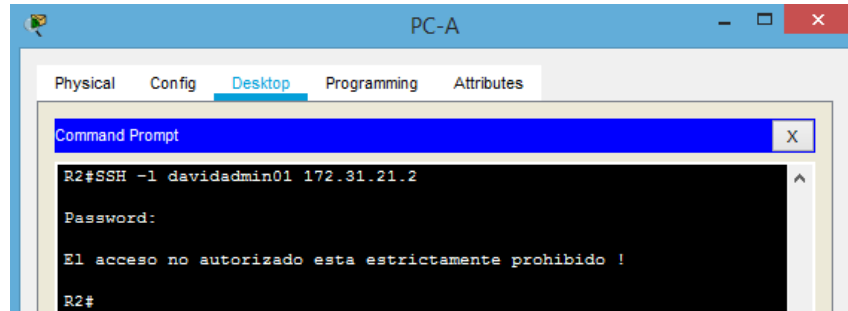 PC-A
Physical Config Desktop Programming Attributes
Command Prompt X
R2#SSH -l davidadmin01 172.31.21.2
Password:
El acceso no autorizado esta estrictamente prohibido !
R2#